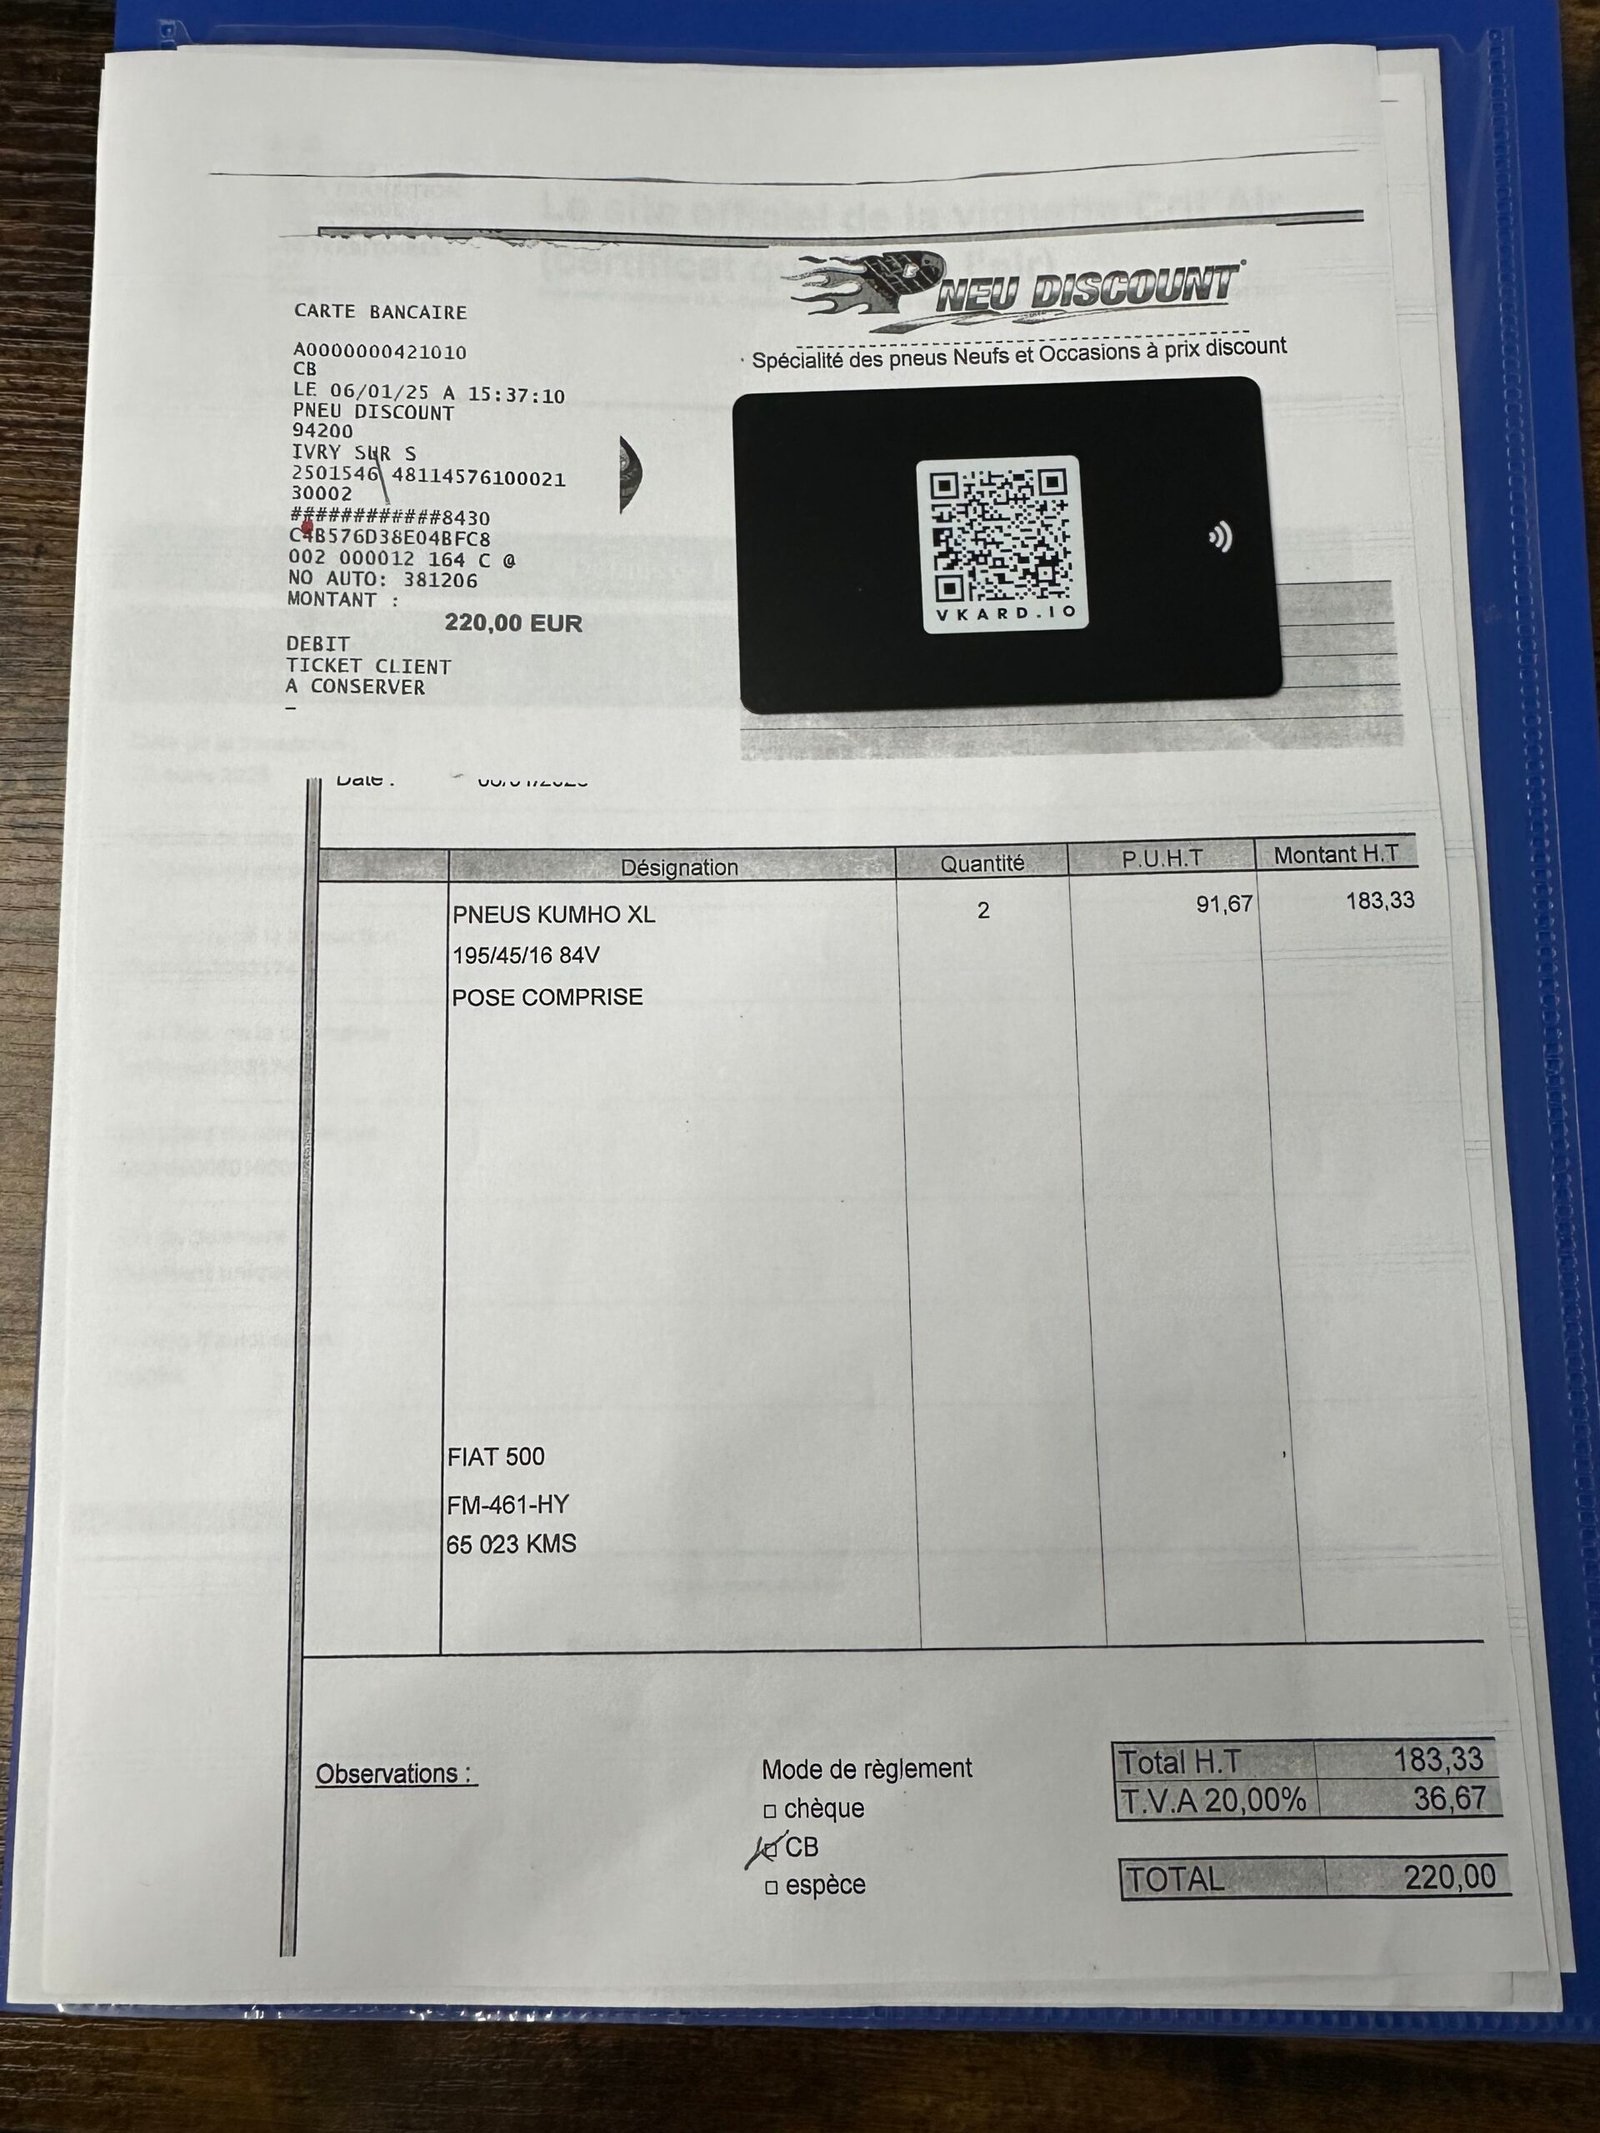 CARTE BANCAIRE
A0000000421010
CB
LE 06/01/25 A 15:37:10
PNEU DISCOUNT
94200
IVRY SUR S
2501546 48114576100021
30002
############8430
C4B576D38E04BFC8
002 000012 164 C @
NO AUTO: 381206
MONTANT :
220,00 EUR
DEBIT
TICKET CLIENT
A CONSERVER
PNEU DISCOUNT
Spécialité des pneus Neufs et Occasions à prix discount
VKARD.IO
Date :
Désignation Quantité P.U.H.T Montant H.T
PNEUS KUMHO XL 2 91,67 183,33
195/45/16 84V
POSE COMPRISE
FIAT 500
FM-461-HY
65 023 KMS
Observations :
Mode de règlement
chèque
CB
espèce
Total H.T 183,33
T.V.A 20,00% 36,67
TOTAL 220,00